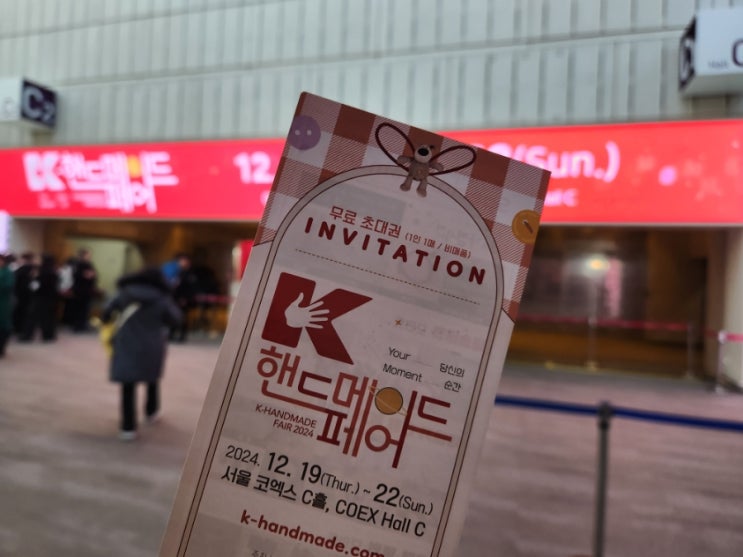 K 핸드메이드
페어
12.
(Sun.)
Hall
무료 초대권 (1인 1매 / 비매품)
INVITATION
K
Your 당신의
Moment 순간
핸드메이드
페어
K-HANDMADE
FAIR 2024
2024. 12. 19(Thur.) ~ 22(Sun.)
서울 코엑스 C홀, COEX Hall C
k-handmade.com